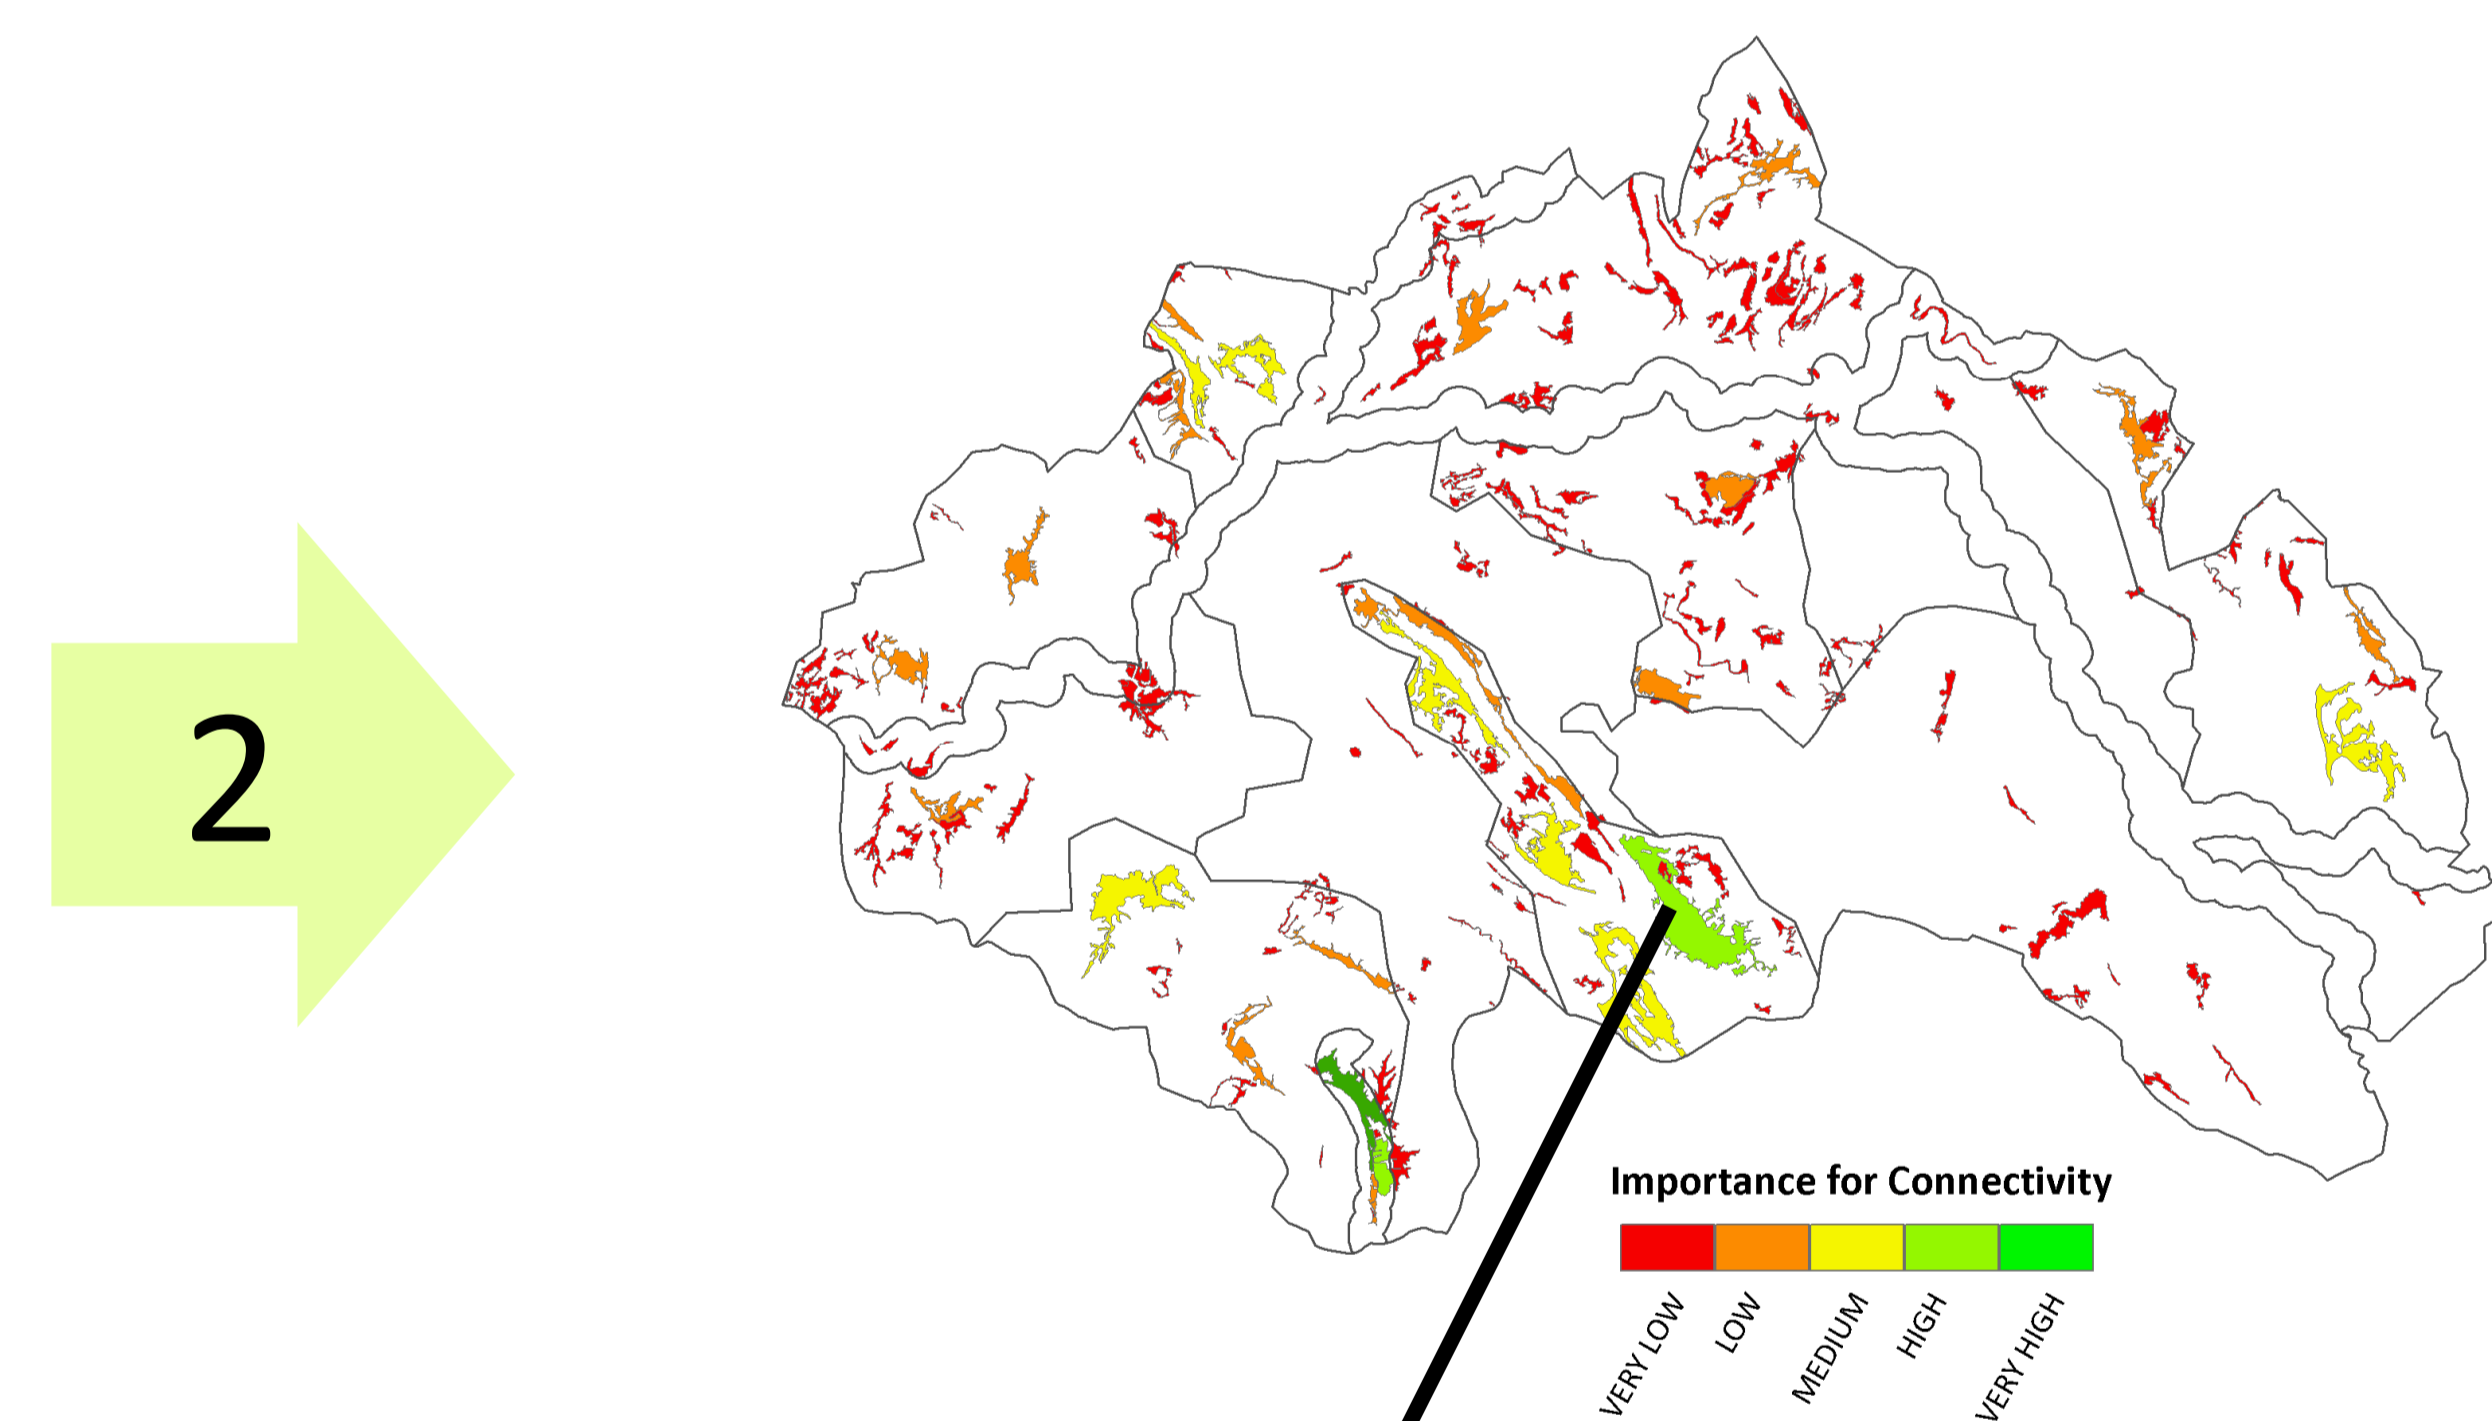 2
Importance for Connectivity
VERY LOW
LOW
MEDIUM
HIGH
VERY HIGH